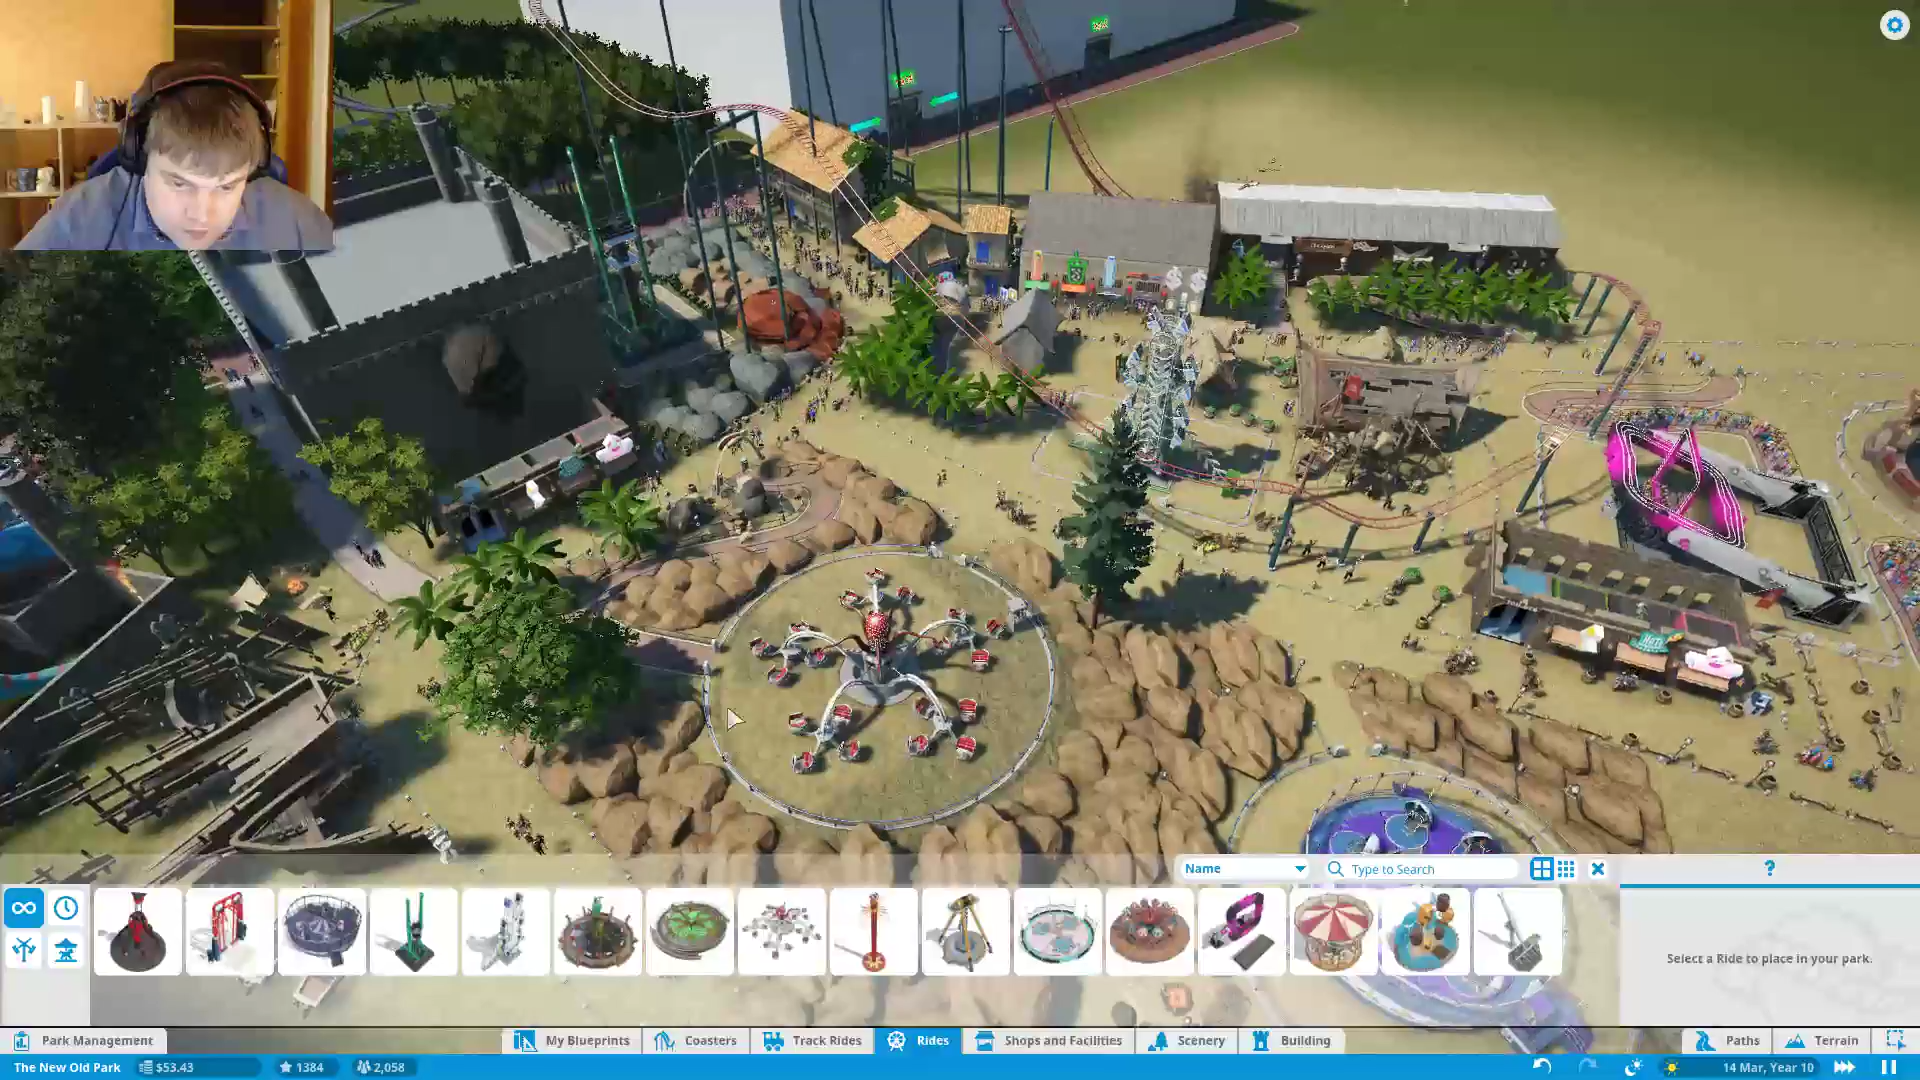 Name
Type to Search
?
Select a Ride to place in your park.
Park Management
My Blueprints
Coasters
Track Rides
Rides
Shops and Facilities
Scenery
Building
Paths
Terrain
The New Old Park
$53.43
1384
2,058
14 Mar, Year 10